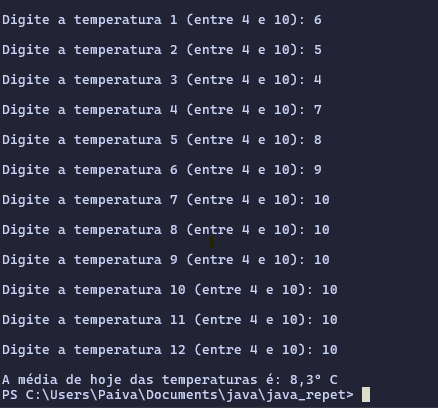 Digite a temperatura 1 (entre 4 e 10): 6
Digite a temperatura 2 (entre 4 e 10): 5
Digite a temperatura 3 (entre 4 e 10): 4
Digite a temperatura 4 (entre 4 e 10): 7
Digite a temperatura 5 (entre 4 e 10): 8
Digite a temperatura 6 (entre 4 e 10): 9
Digite a temperatura 7 (entre 4 e 10): 10
Digite a temperatura 8 (entre 4 e 10): 10
Digite a temperatura 9 (entre 4 e 10): 10
Digite a temperatura 10 (entre 4 e 10): 10
Digite a temperatura 11 (entre 4 e 10): 10
Digite a temperatura 12 (entre 4 e 10): 10
A média de hoje das temperaturas é: 8,3° C
PS C:\Users\Paiva\Documents\java\java_repet>